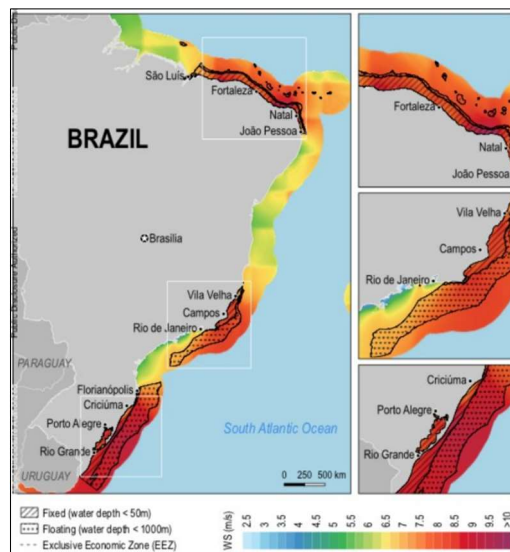 São Luís
Fortaleza
Natal
João Pessoa
BRAZIL
Brasilia
Vila Velha
Campos
Rio de Janeiro
PARAGUAY
Florianópolis
Criciúma
Porto Alegre
Rio Grande
URUGUAY
South Atlantic Ocean
0 250 500 km
Fortaleza
Natal
João Pessoa
Vila Velha
Campos
Rio de Janeiro
Criciúma
Porto Alegre
Rio Grande
Fixed (water depth < 50m)
Floating (water depth < 1000m)
Exclusive Economic Zone (EEZ)
WS (m/s)
2.5 3 3.5 4 4.5 5 5.5 6 6.5 7 7.5 8 8.5 9 9.5 >10
Public Disclosure Authorized